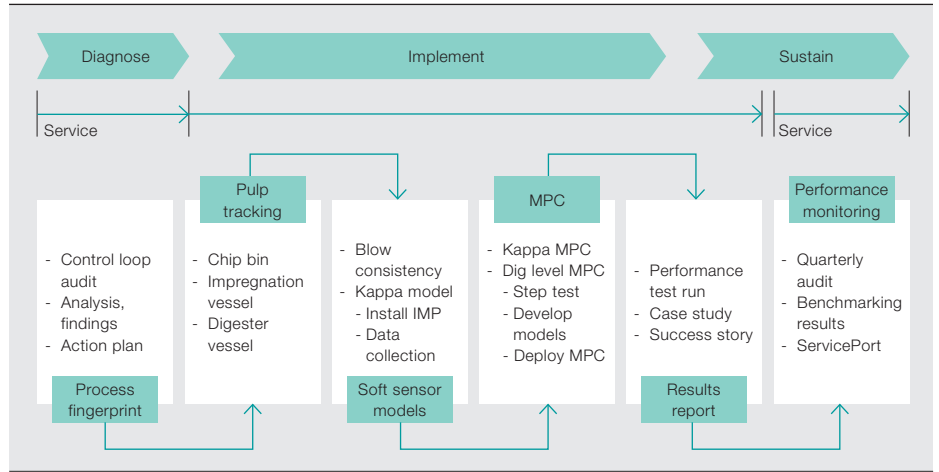 Diagnose
Implement
Sustain
Service
Service
Pulp
tracking
MPC
Performance
monitoring
- Control loop
audit
- Analysis,
findings
- Action plan
Process
fingerprint
- Chip bin
- Impregnation
vessel
- Digester
vessel
- Blow
consistency
- Kappa model
- Install IMP
- Data
collection
Soft sensor
models
- Kappa MPC
- Dig level MPC
- Step test
- Develop
models
- Deploy MPC
- Performance
test run
- Case study
- Success story
Results
report
- Quarterly
audit
- Benchmarking
results
- ServicePort